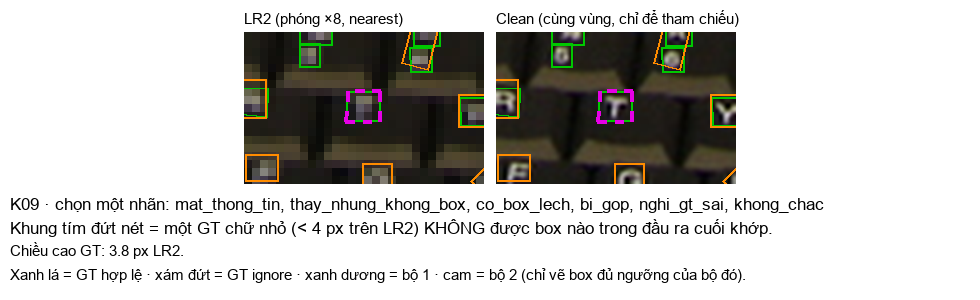 LR2 (phóng ×8, nearest)
Clean (cùng vùng, chỉ để tham chiếu)
R T Y
F G
K09 · chọn một nhãn: mat_thong_tin, thay_nhung_khong_box, co_box_lech, bi_gop, nghi_gt_sai, khong_chac
Khung tím đứt nét = một GT chữ nhỏ (< 4 px trên LR2) KHÔNG được box nào trong đầu ra cuối khớp.
Chiều cao GT: 3.8 px LR2.
Xanh lá = GT hợp lệ · xám đứt = GT ignore · xanh dương = bộ 1 · cam = bộ 2 (chỉ vẽ box đủ ngưỡng của bộ đó).